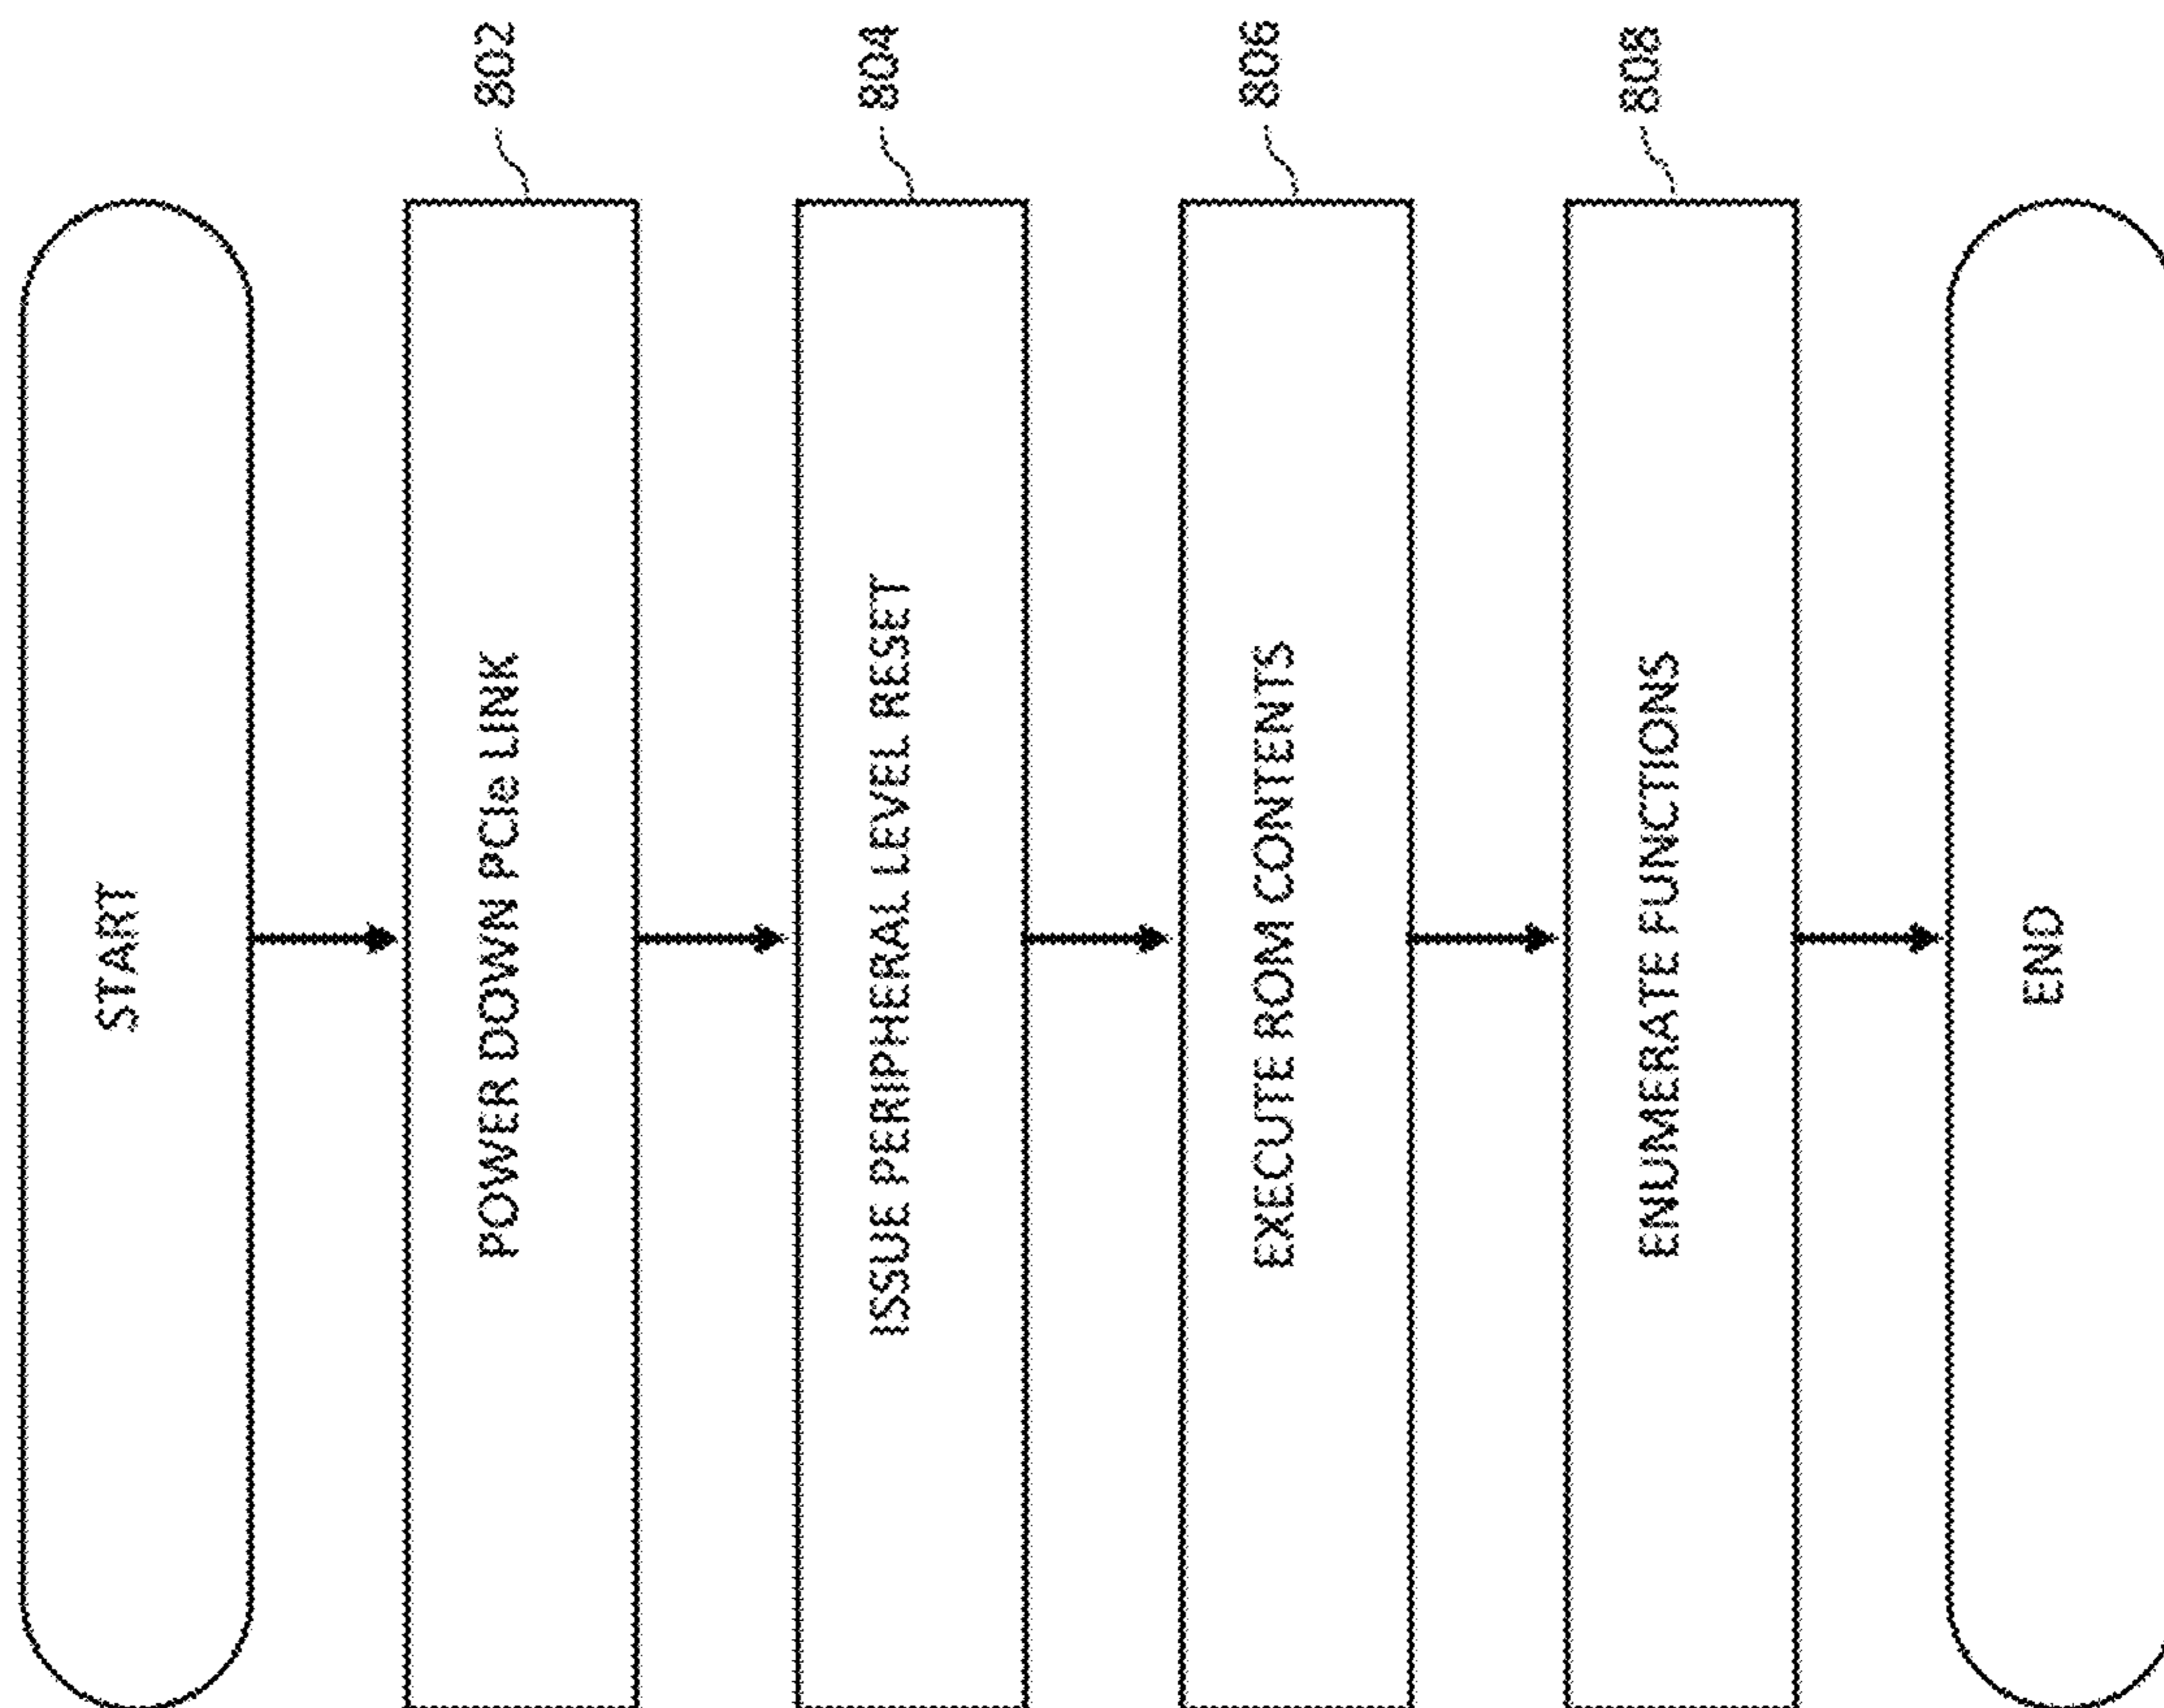 START
POWER DOWN PCIe LINK
802
ISSUE PERIPHERAL LEVEL RESET
804
EXECUTE ROM CONTENTS
806
ENUMERATE FUNCTIONS
808
END